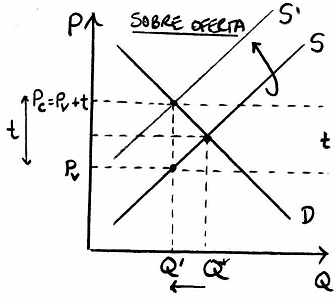 P
SOBRE OFERTA
S'
S
Pc=Pv+t
t
t
Pv
D
Q'
Q*
Q